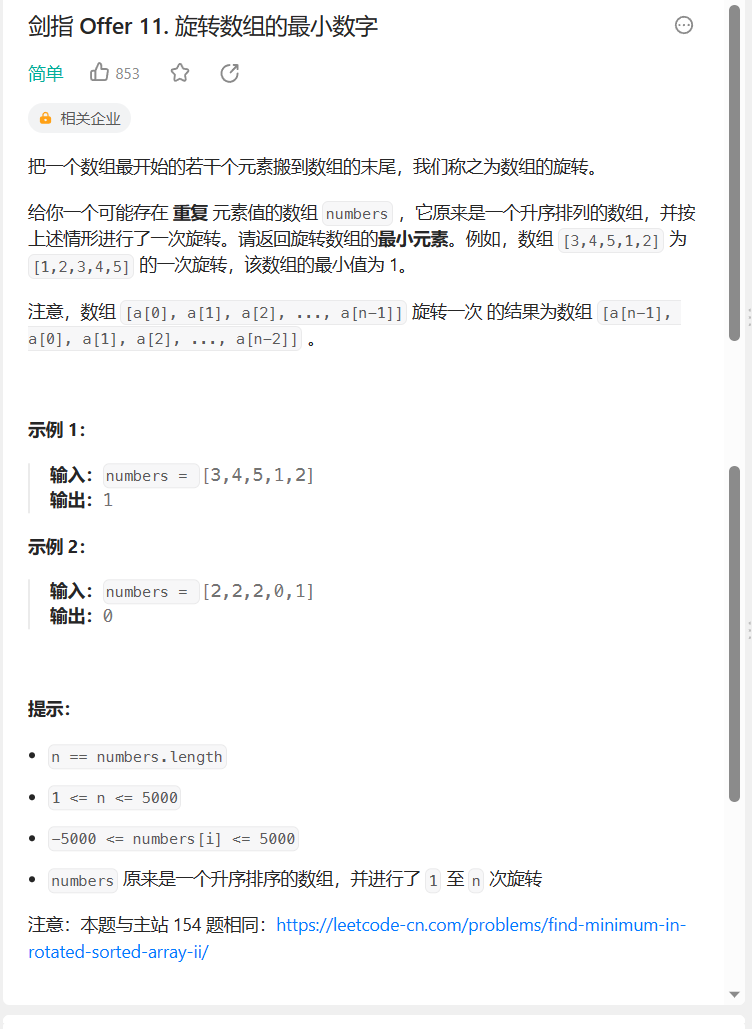 剑指 Offer 11. 旋转数组的最小数字
简单 853
相关企业
把一个数组最开始的若干个元素搬到数组的末尾，我们称之为数组的旋转。
给你一个可能存在 重复 元素值的数组 numbers ，它原来是一个升序排列的数组，并按
上述情形进行了一次旋转。请返回旋转数组的最小元素。例如，数组 [3,4,5,1,2] 为
[1,2,3,4,5] 的一次旋转，该数组的最小值为 1。
注意，数组 [a[0], a[1], a[2], ..., a[n-1]] 旋转一次 的结果为数组 [a[n-1],
a[0], a[1], a[2], ..., a[n-2]] 。
示例 1：
输入：numbers = [3,4,5,1,2]
输出：1
示例 2：
输入：numbers = [2,2,2,0,1]
输出：0
提示：
• n == numbers.length
• 1 <= n <= 5000
• -5000 <= numbers[i] <= 5000
• numbers 原来是一个升序排序的数组，并进行了 1 至 n 次旋转
注意：本题与主站 154 题相同：https://leetcode-cn.com/problems/find-minimum-in-
rotated-sorted-array-ii/